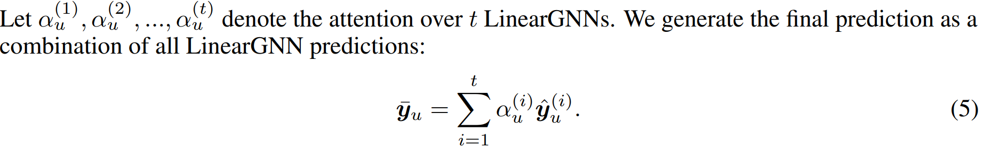 Let $\alpha_u^{(1)}, \alpha_u^{(2)}, ..., \alpha_u^{(t)}$ denote the attention over $t$ LinearGNNs. We generate the final prediction as a
combination of all LinearGNN predictions:
$$\bar{\boldsymbol{y}}_u = \sum_{i=1}^{t} \alpha_u^{(i)} \hat{\boldsymbol{y}}_u^{(i)}. \quad (5)$$